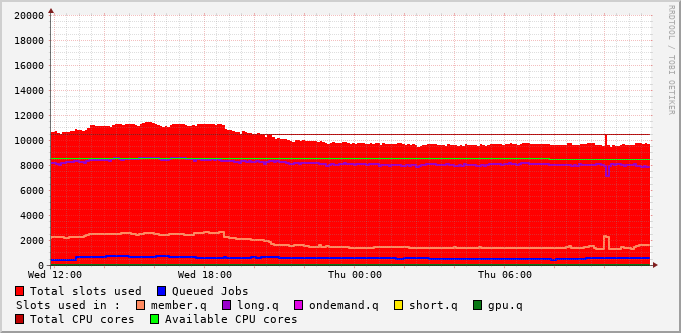 20000
18000
16000
14000
12000
10000
8000
6000
4000
2000
0
Wed 12:00 Wed 18:00 Thu 00:00 Thu 06:00
RRDTOOL / TOBI OETIKER
Total slots used Queued Jobs
Slots used in : member.q long.q ondemand.q short.q gpu.q
Total CPU cores Available CPU cores